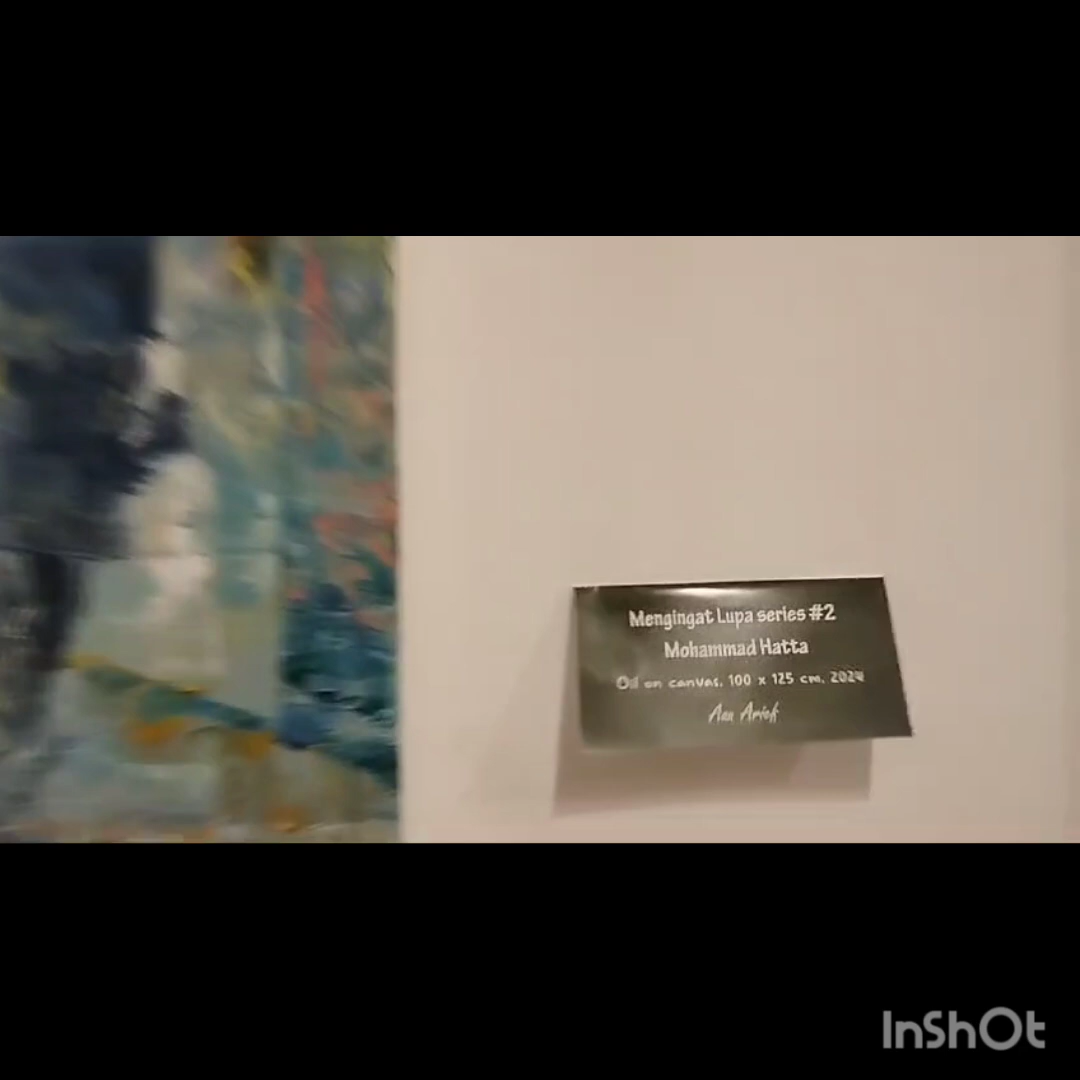 Mengingat Lupa series #2
Mohammad Hatta
Oil on canvas, 100 x 125 cm, 2024
InShOt